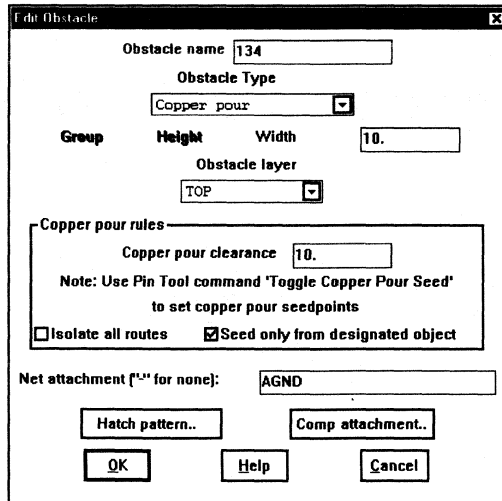 Edit Obstacle
Obstacle name 134
Obstacle Type
Copper pour
Group Height Width 10.
Obstacle layer
TOP
Copper pour rules
Copper pour clearance 10.
Note: Use Pin Tool command 'Toggle Copper Pour Seed'
to set copper pour seedpoints
Isolate all routes Seed only from designated object
Net attachment ("-" for none): AGND
Hatch pattern.. Comp attachment..
OK Help Cancel